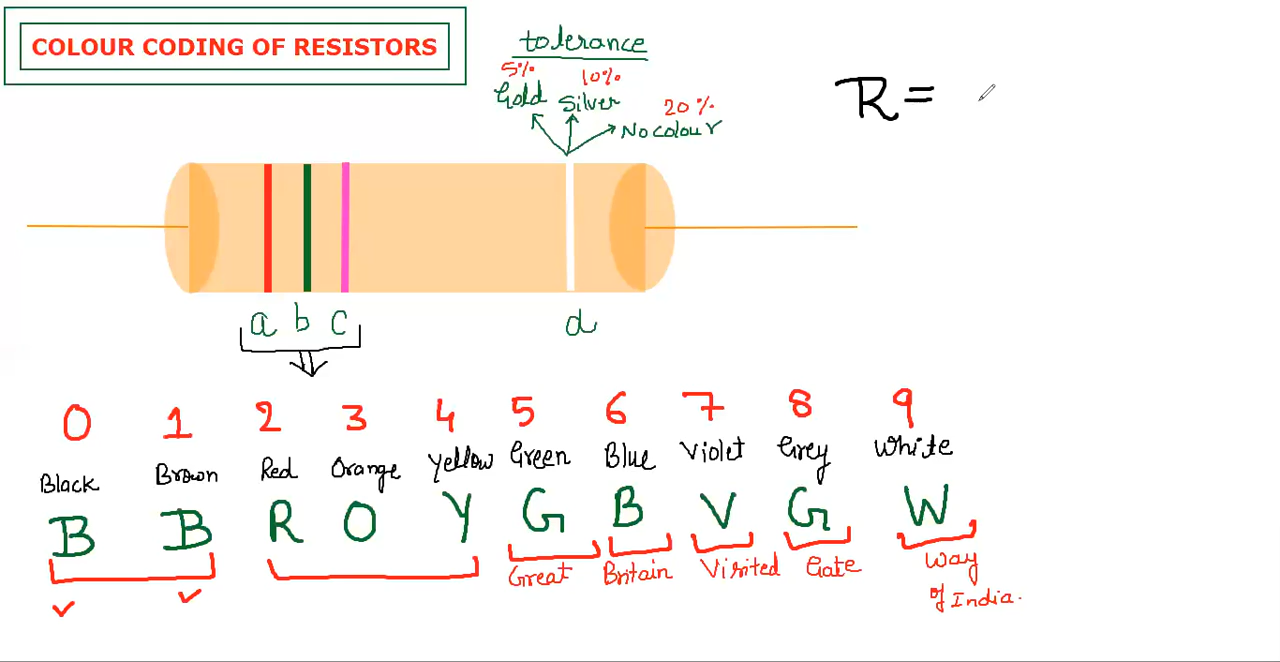 COLOUR CODING OF RESISTORS
tolerance
5% 10% 20%
Gold Silver No colour
R =
a b c d
0 1 2 3 4 5 6 7 8 9
Black Brown Red Orange Yellow Green Blue Violet Grey White
B B R O Y G B V G W
Great Britain Visited Gate Way
of India.